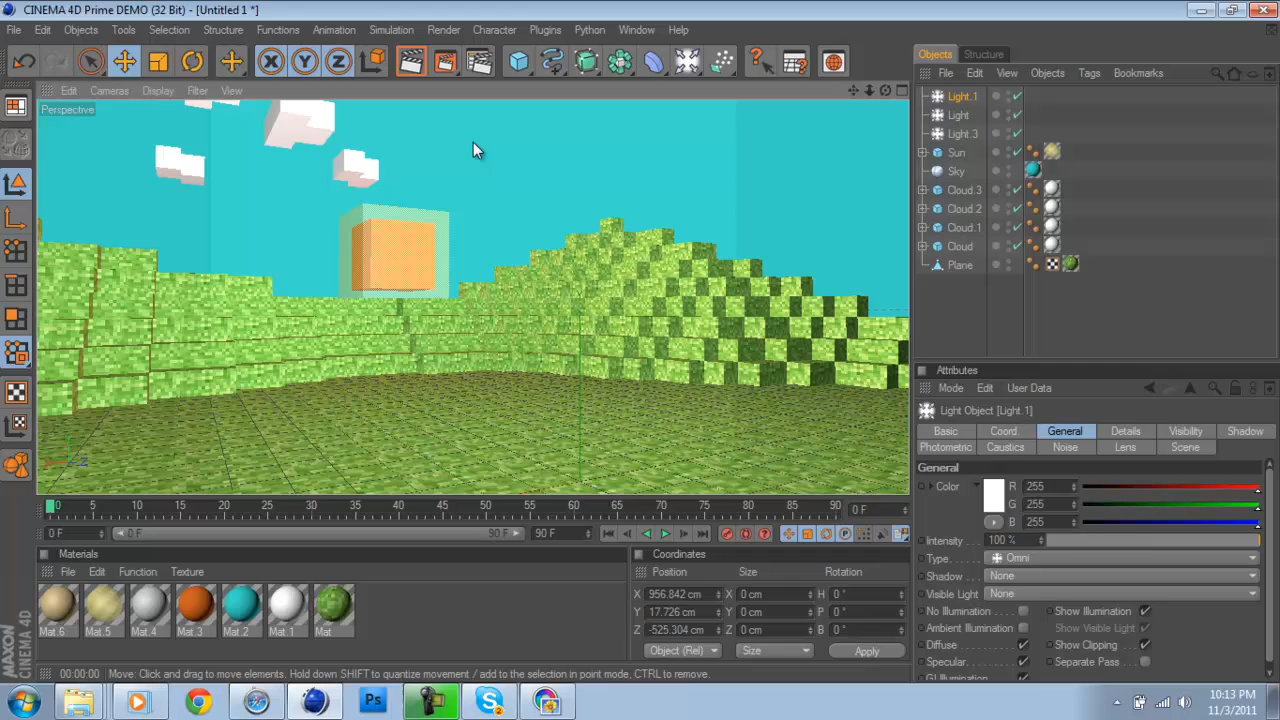 CINEMA 4D Prime DEMO (32 Bit) - [Untitled 1 *]
File Edit Objects Tools Selection Structure Functions Animation Simulation Render Character Plugins Python Window Help
X Y Z
Objects Structure
File Edit View Objects Tags Bookmarks
Edit Cameras Display Filter View
Perspective
Light.1
Light
Light.3
Sun
Sky
Cloud.3
Cloud.2
Cloud.1
Cloud
Plane
Attributes
Mode Edit User Data
Light Object [Light.1]
Basic Coord. General Details Visibility Shadow
Photometric Caustics Noise Lens Scene
General
Color R 255
G 255
B 255
Intensity 100 %
Type Omni
Shadow None
Visible Light None
No Illumination Show Illumination
Ambient Illumination Show Visible Light
Diffuse Show Clipping
Specular Separate Pass
GI Illumination
0 5 10 15 20 25 30 35 40 45 50 55 60 65 70 75 80 85 90 0 F
0 F 0 F 90 F 90 F
Materials
File Edit Function Texture
Mat.6 Mat.5 Mat.4 Mat.3 Mat.2 Mat.1 Mat
Coordinates
Position Size Rotation
X 956.842 cm X 0 cm H 0 °
Y 17.726 cm Y 0 cm P 0 °
Z -525.304 cm Z 0 cm B 0 °
Object (Rel) Size Apply
MAXON CINEMA 4D
00:00:00 Move: Click and drag to move elements. Hold down SHIFT to quantize movement / add to the selection in point mode, CTRL to remove.
Ps
10:13 PM
11/3/2011